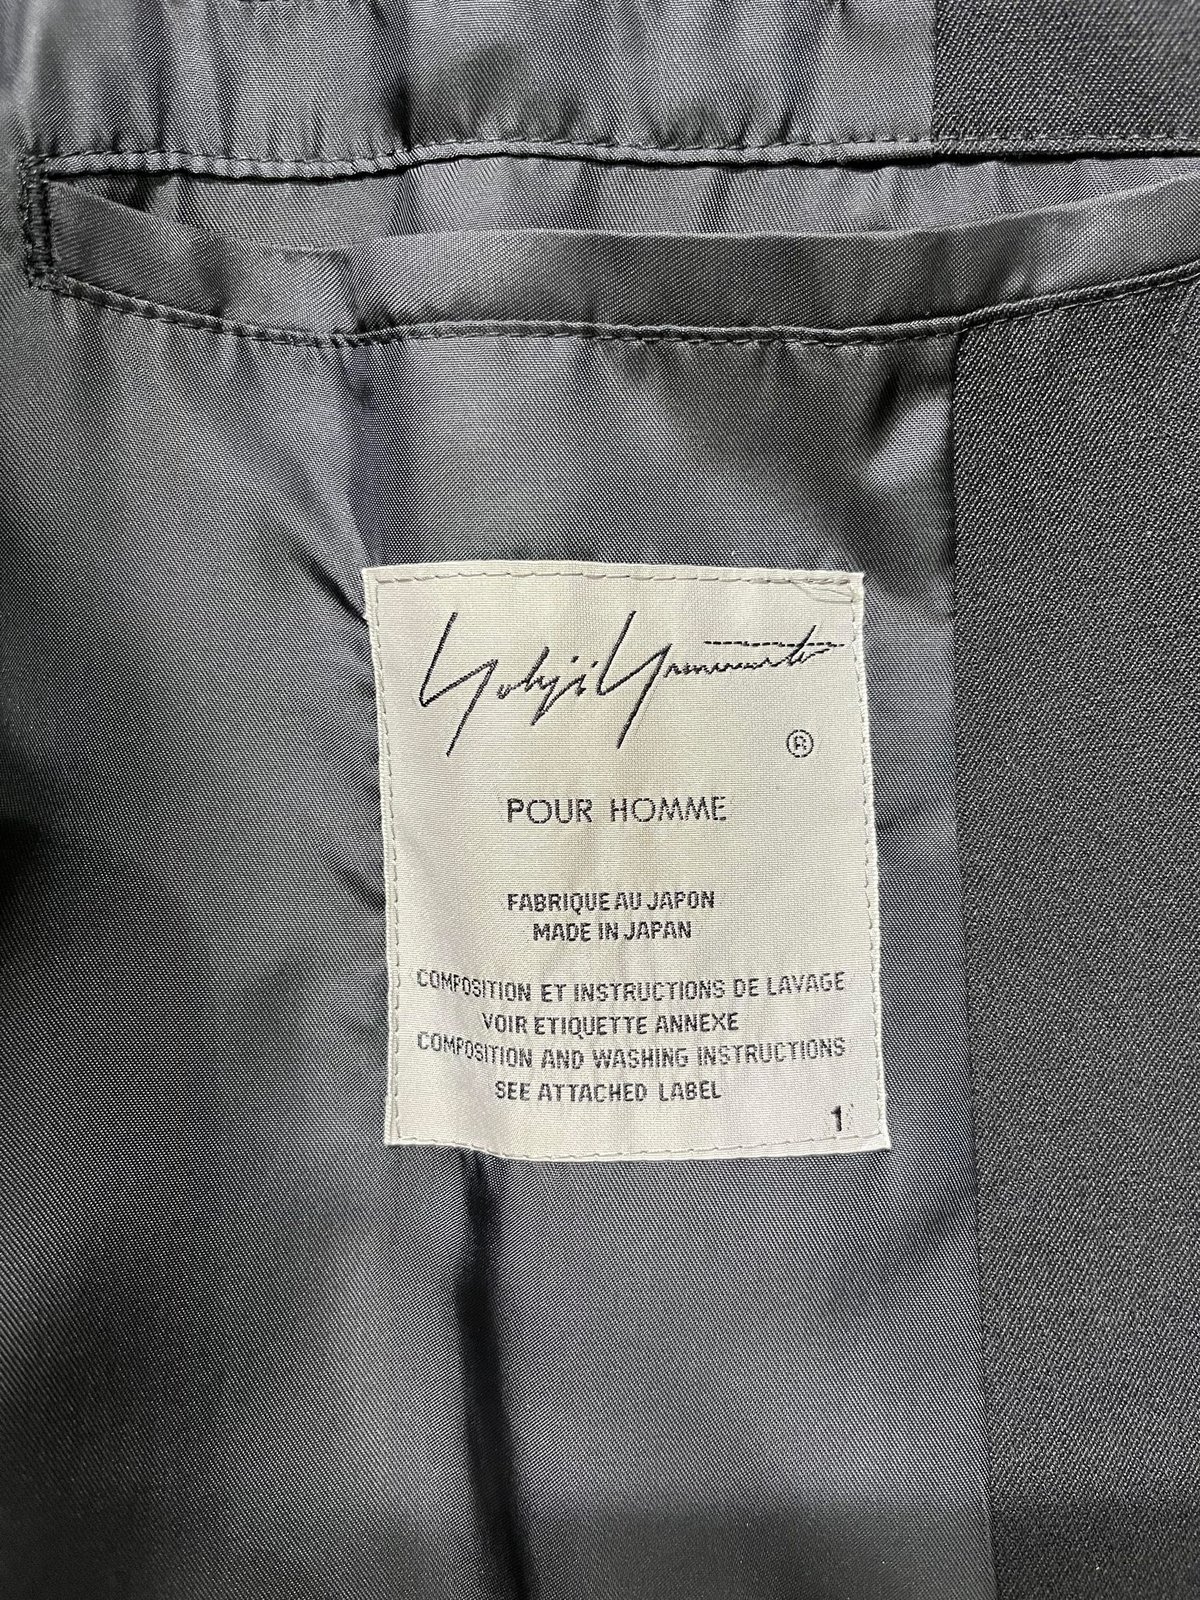 Yohji Yamamoto
®
POUR HOMME
FABRIQUE AU JAPON
MADE IN JAPAN
COMPOSITION ET INSTRUCTIONS DE LAVAGE
VOIR ETIQUETTE ANNEXE
COMPOSITION AND WASHING INSTRUCTIONS
SEE ATTACHED LABEL
1